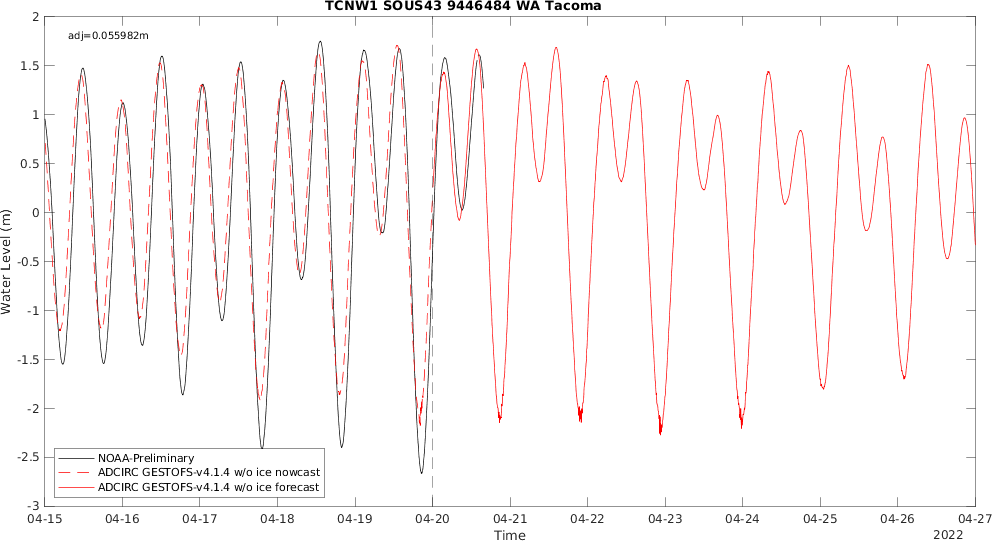 TCNW1 SOUS43 9446484 WA Tacoma
adj=0.055982m
Water Level (m)
2
1.5
1
0.5
0
-0.5
-1
-1.5
-2
-2.5
-3
NOAA-Preliminary
ADCIRC GESTOFS-v4.1.4 w/o ice nowcast
ADCIRC GESTOFS-v4.1.4 w/o ice forecast
04-15 04-16 04-17 04-18 04-19 04-20 04-21 04-22 04-23 04-24 04-25 04-26 04-27
Time
2022